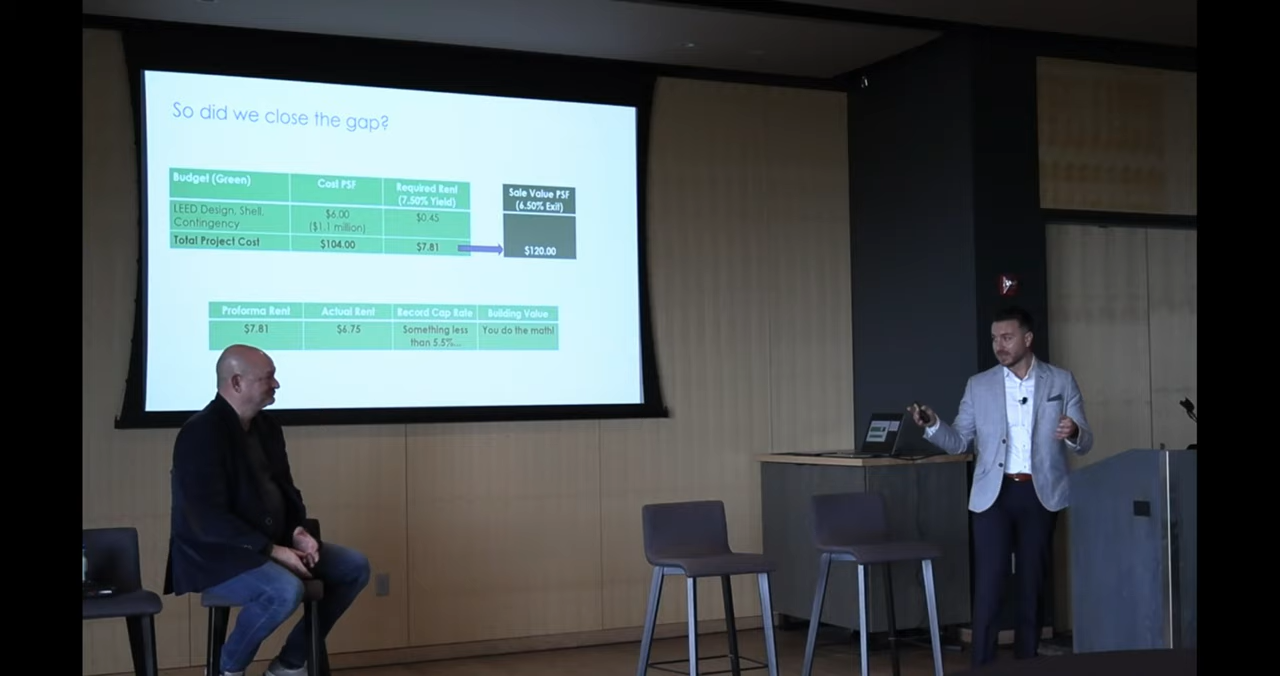 So did we close the gap?
Budget (Green)
Cost PSF
Required Rent
(7.50% Yield)
LEED Design, Shell,
Contingency
$6.00
($1.1 million)
$0.45
Total Project Cost
$104.00
$7.81
Sale Value PSF
(6.50% Exit)
$120.00
Proforma Rent
Actual Rent
Record Cap Rate
Building Value
$7.81
$6.75
Something less
than 5.5%...
You do the math!